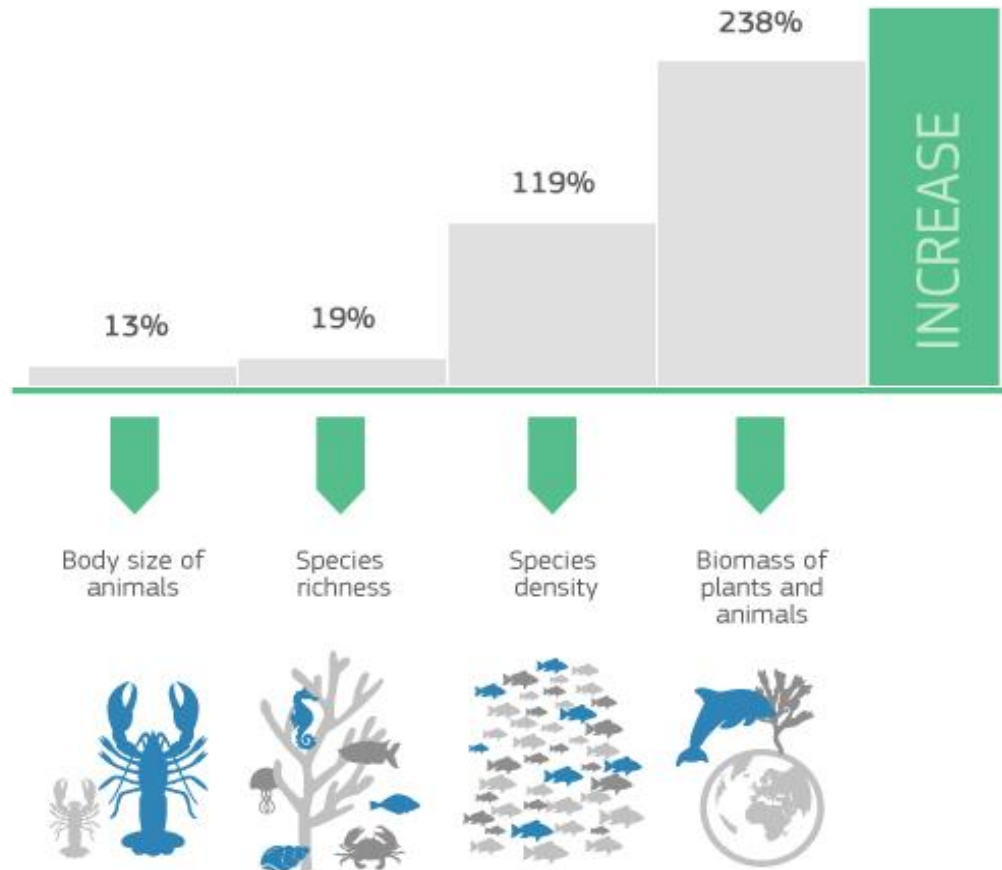 238%
119%
19%
13%
INCREASE
Body size of
animals
Species
richness
Species
density
Biomass of
plants and
animals